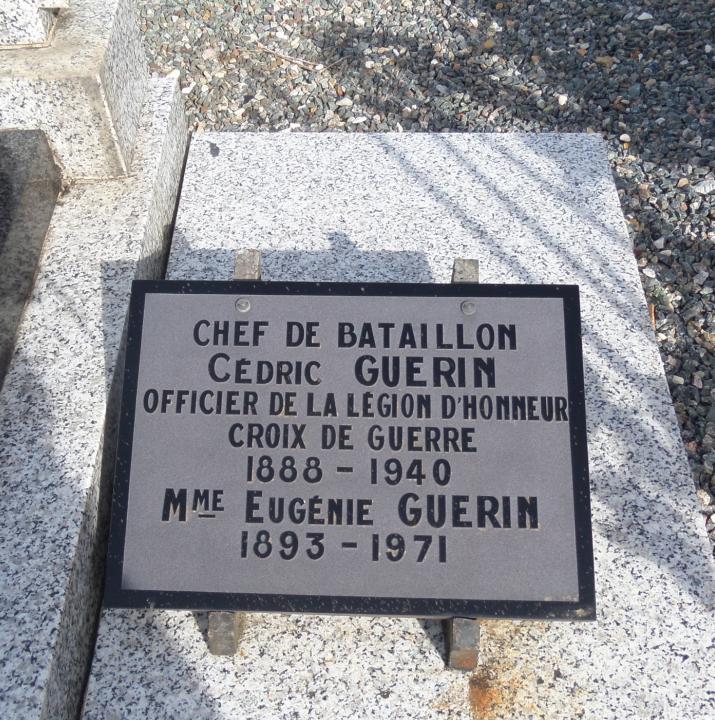 CHEF DE BATAILLON
CÉDRIC GUERIN
OFFICIER DE LA LÉGION D'HONNEUR
CROIX DE GUERRE
1888 - 1940
MME EUGÉNIE GUERIN
1893 - 1971